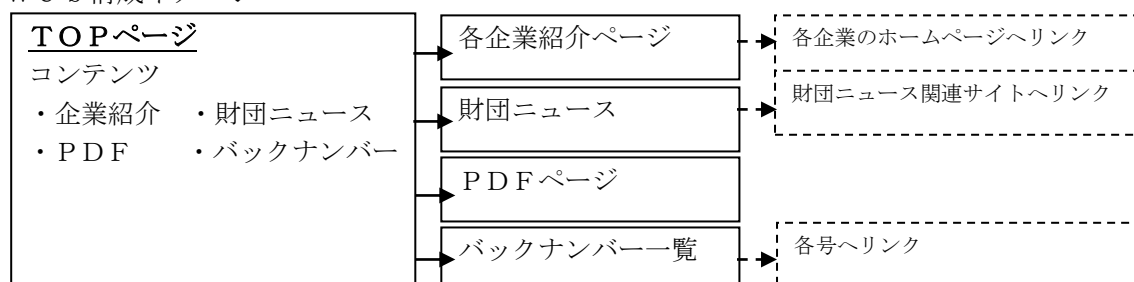 ＴＯＰページ
コンテンツ
・企業紹介　・財団ニュース
・ＰＤＦ　　・バックナンバー
各企業紹介ページ
財団ニュース
ＰＤＦページ
バックナンバー一覧
各企業のホームページへリンク
財団ニュース関連サイトへリンク
各号へリンク